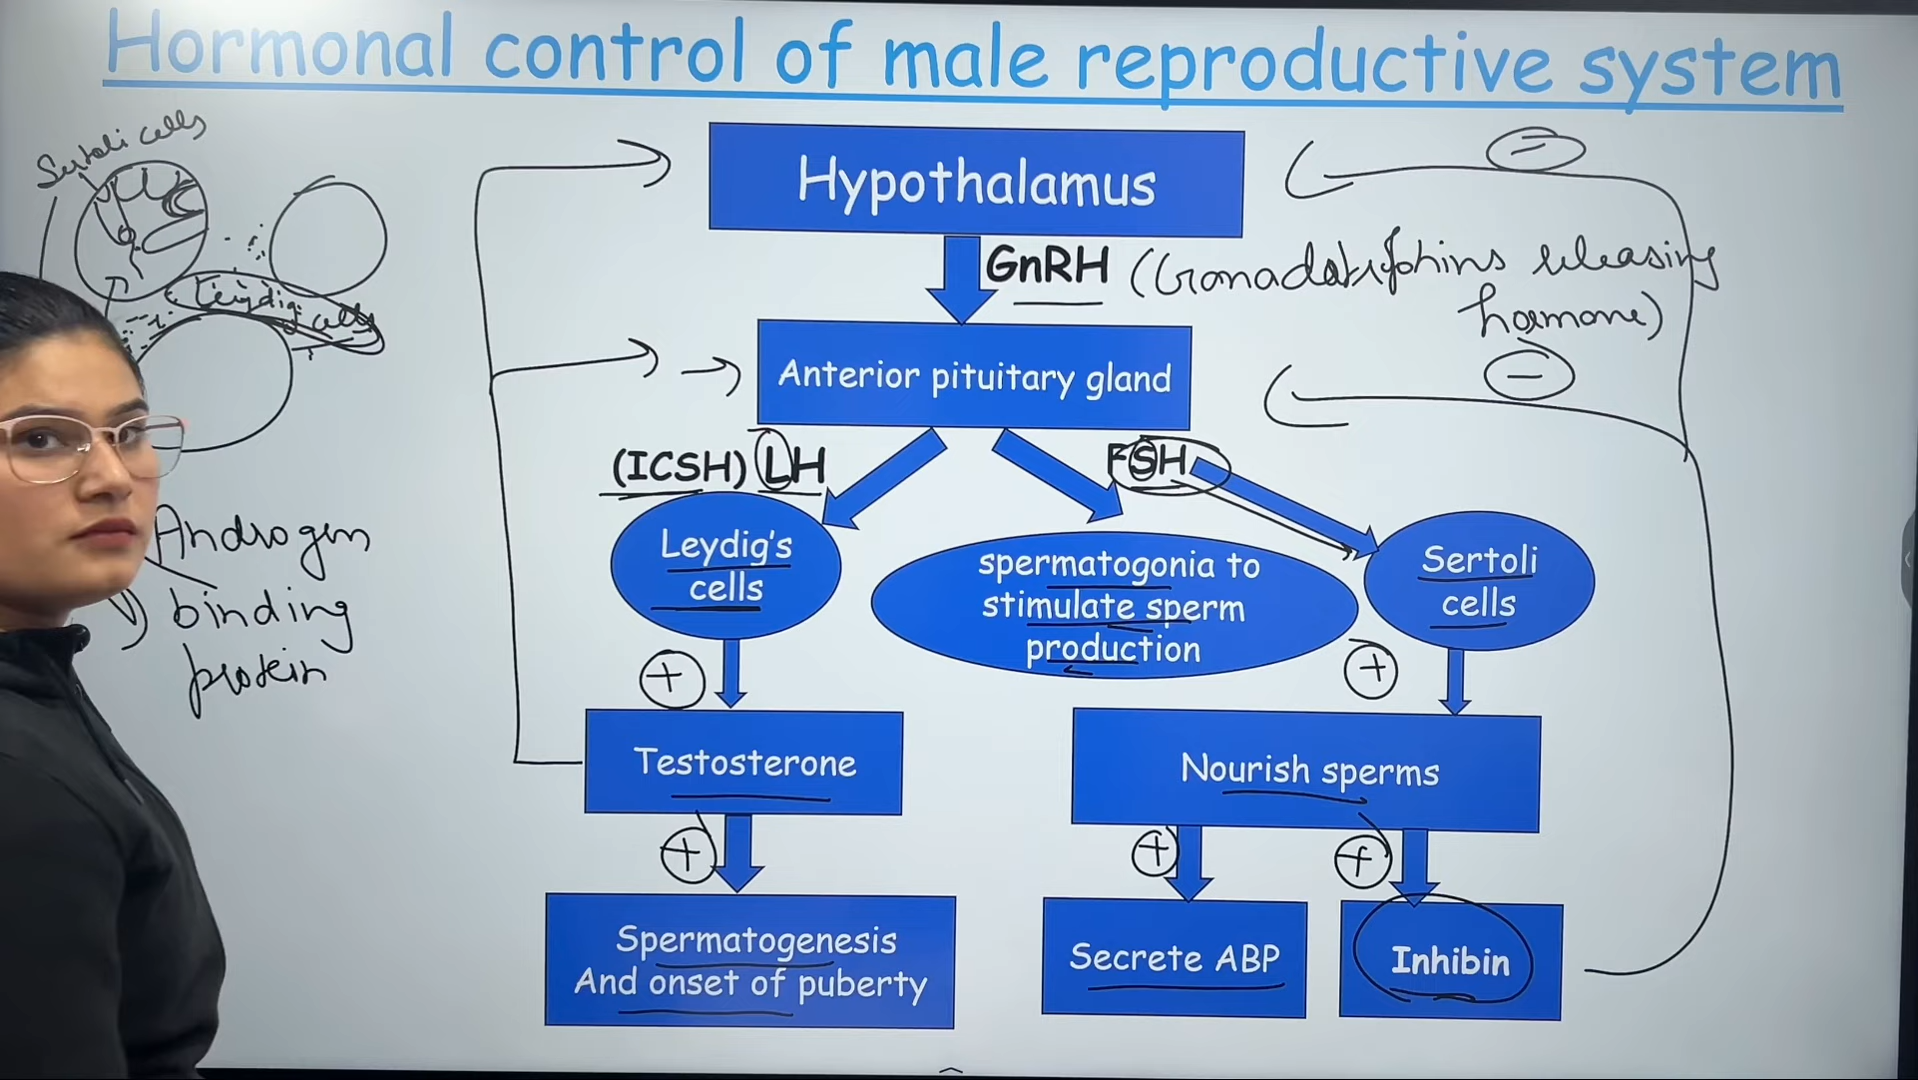 Hormonal control of male reproductive system
Sertoli cells
Leydig cells
Androgen
binding
protein
Hypothalamus
GnRH (Gonadotrophins releasing
hormone)
Anterior pituitary gland
(ICSH) LH
FSH
Leydig's
cells
spermatogonia to
stimulate sperm
production
Sertoli
cells
Testosterone
Nourish sperms
Spermatogenesis
And onset of puberty
Secrete ABP
Inhibin